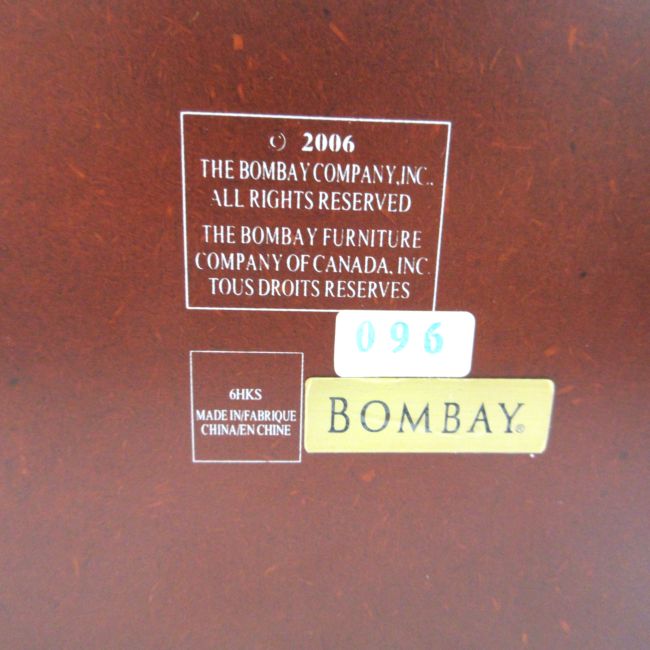 © 2006
THE BOMBAY COMPANY, INC.
ALL RIGHTS RESERVED
THE BOMBAY FURNITURE
COMPANY OF CANADA, INC.
TOUS DROITS RESERVES
096
6HKS
MADE IN/FABRIQUE
CHINA/EN CHINE
BOMBAY®